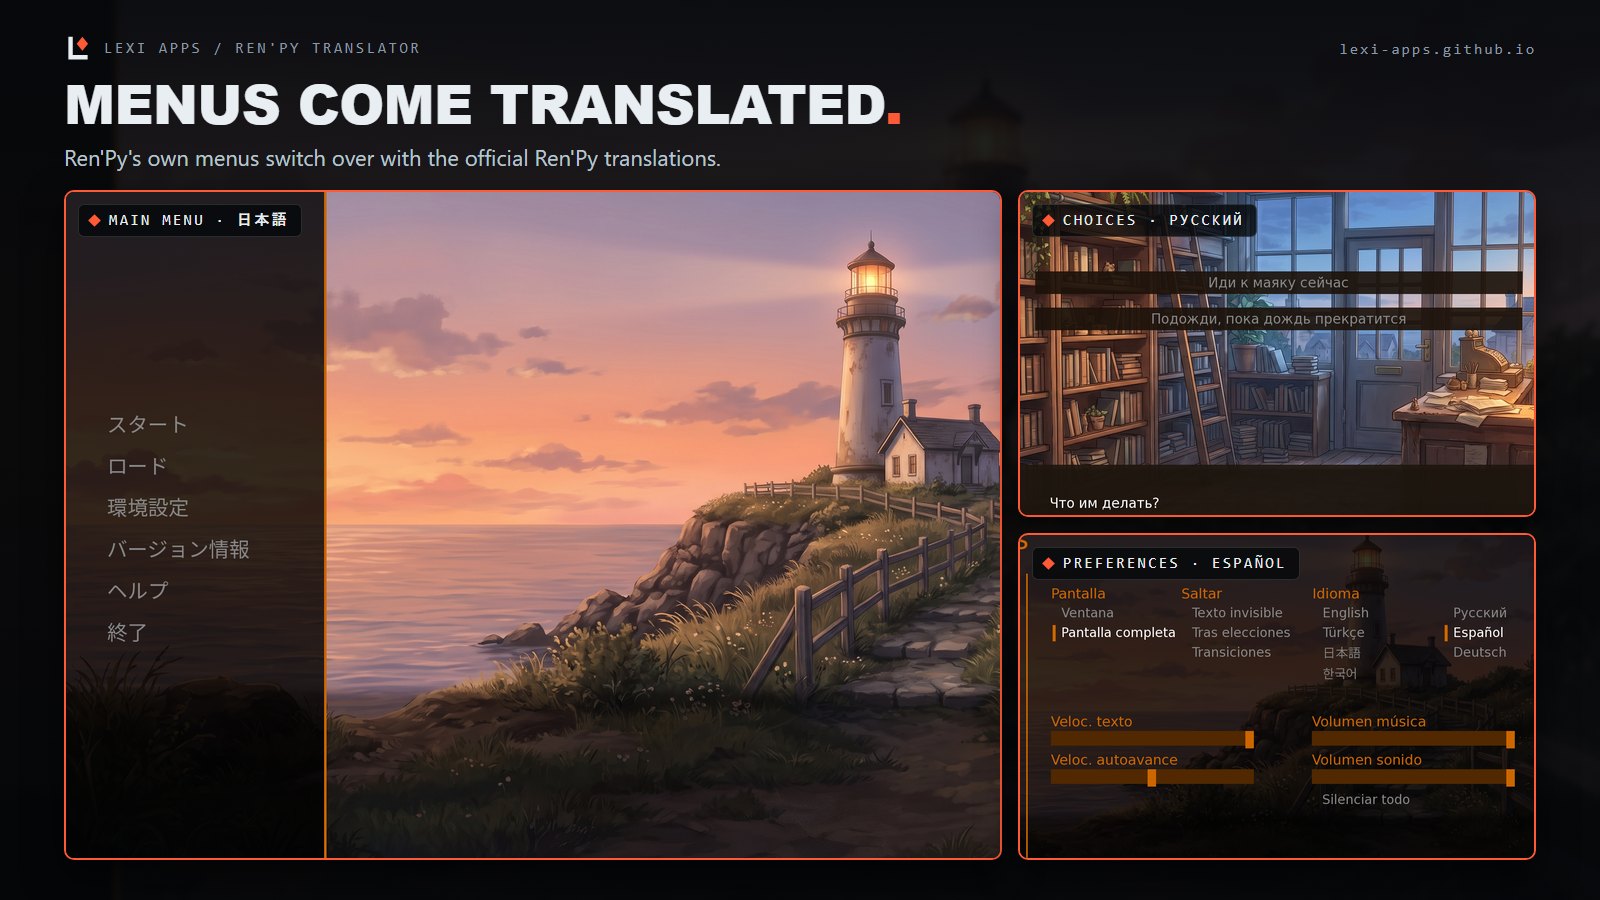 LEXI APPS / REN'PY TRANSLATOR
lexi-apps.github.io
MENUS COME TRANSLATED.
Ren'Py's own menus switch over with the official Ren'Py translations.
MAIN MENU · 日本語
スタート
ロード
環境設定
バージョン情報
ヘルプ
終了
CHOICES · РУССКИЙ
Иди к маяку сейчас
Подожди, пока дождь прекратится
Что им делать?
PREFERENCES · ESPAÑOL
Pantalla
Ventana
Pantalla completa
Saltar
Texto invisible
Tras elecciones
Transiciones
Idioma
English
Türkçe
日本語
한국어
Русский
Español
Deutsch
Veloc. texto
Veloc. autoavance
Volumen música
Volumen sonido
Silenciar todo